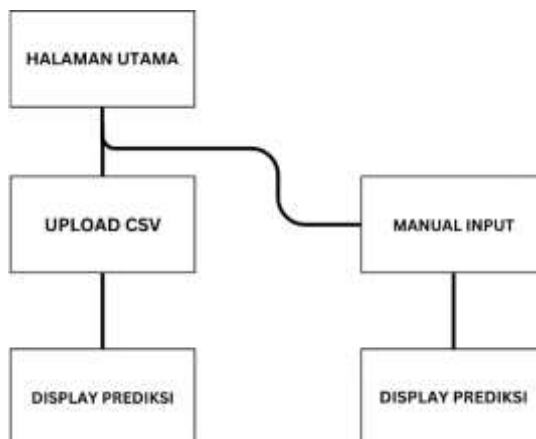 HALAMAN UTAMA
UPLOAD CSV
MANUAL INPUT
DISPLAY PREDIKSI
DISPLAY PREDIKSI